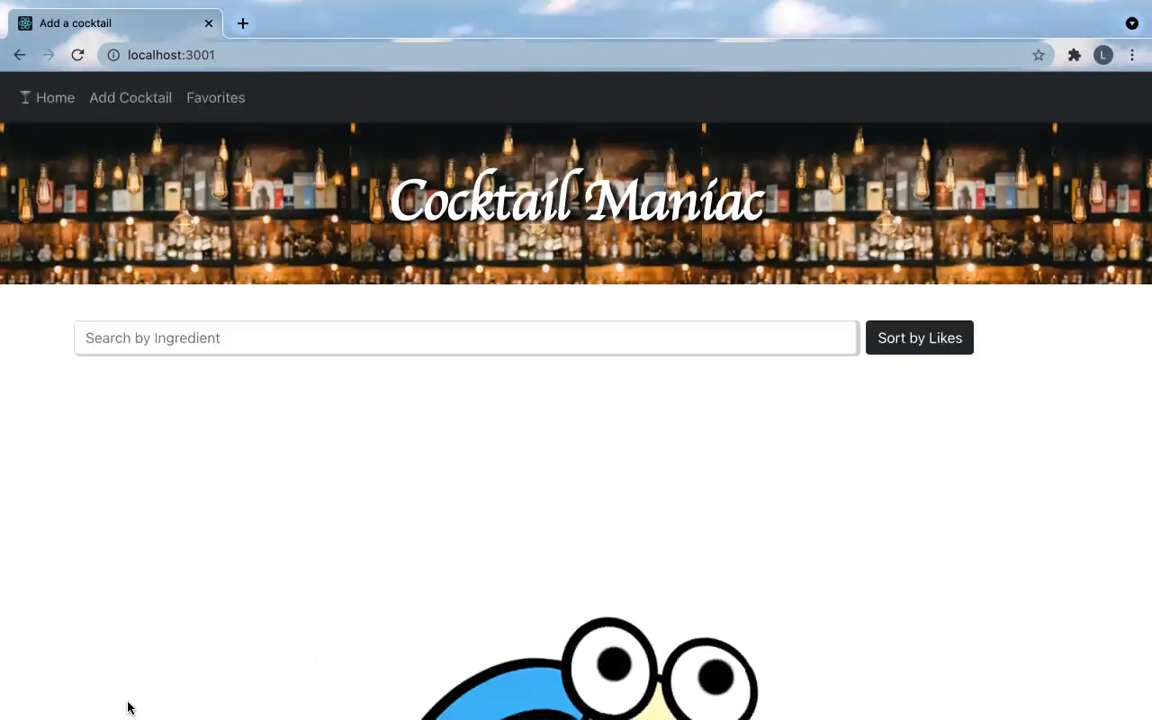 Add a cocktail
localhost:3001
L
Home Add Cocktail Favorites
Cocktail Maniac
Search by Ingredient Sort by Likes